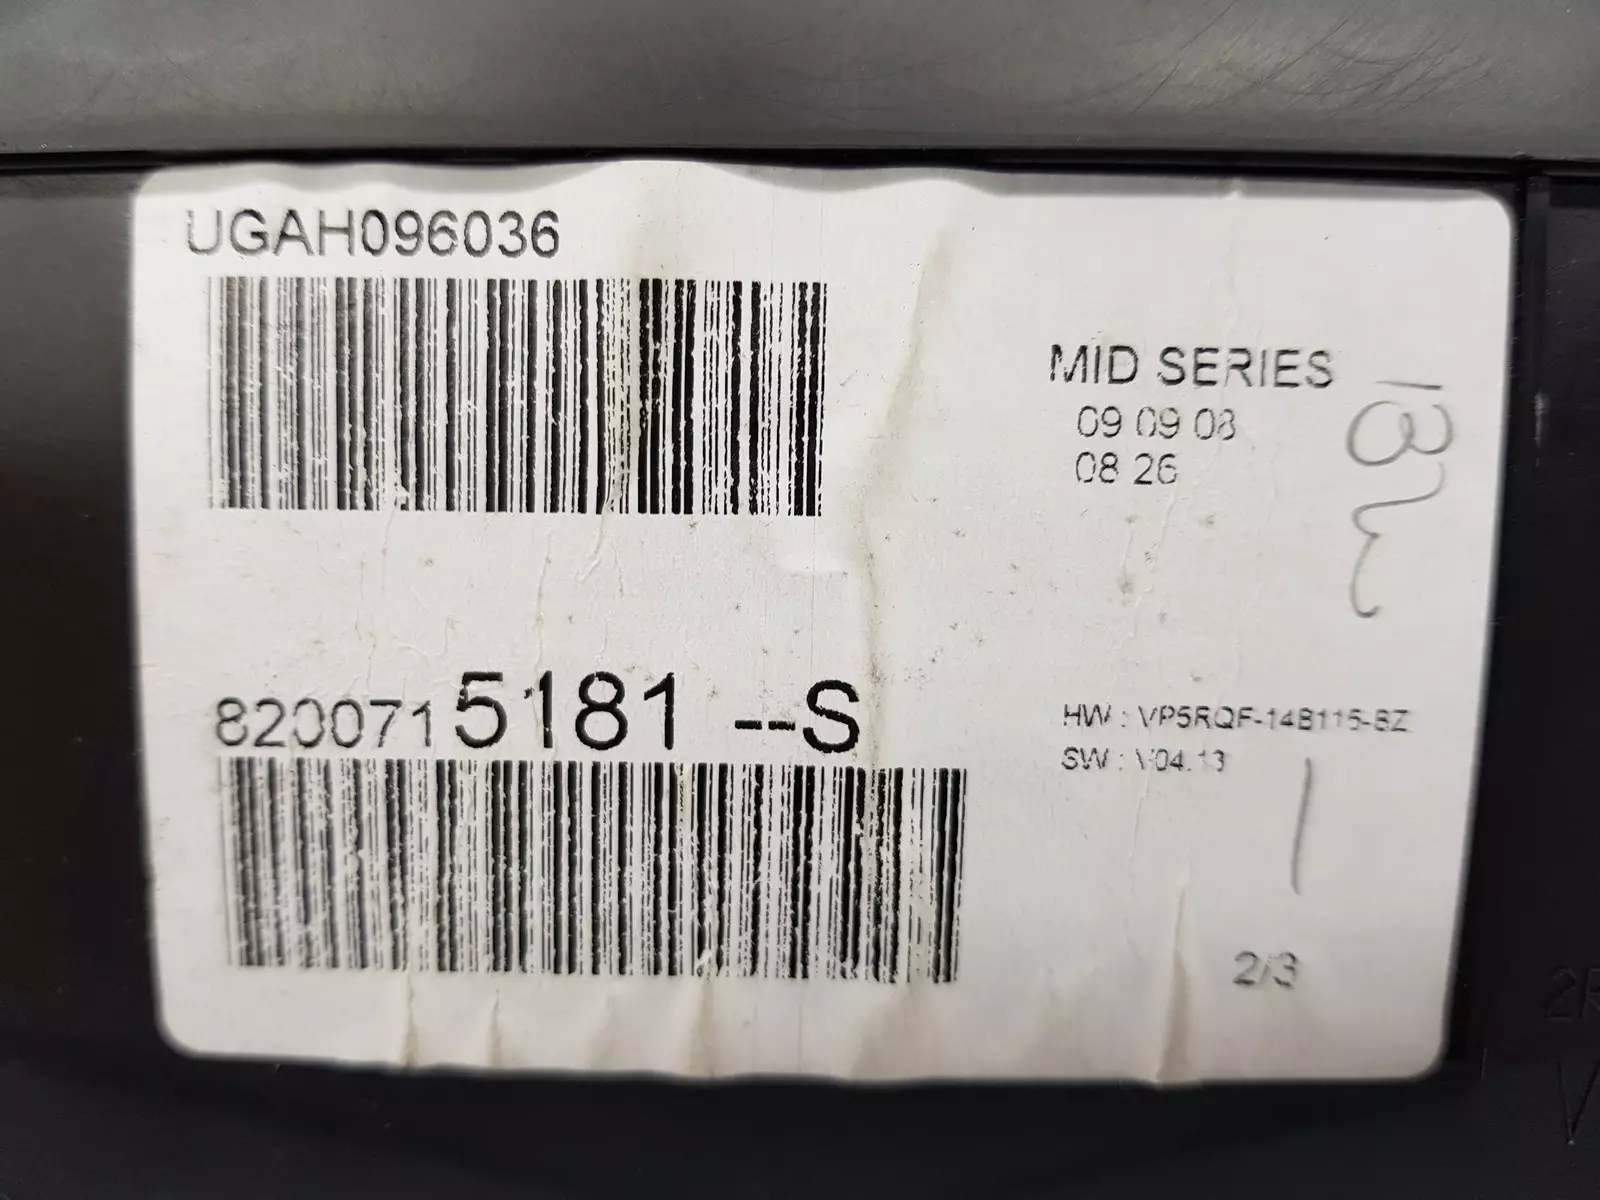 UGAH096036
MID SERIES
09 09 08
08 26
8200715181 --S
HW : VP5RQF-14B115-BZ
SW : V04.13
2/3